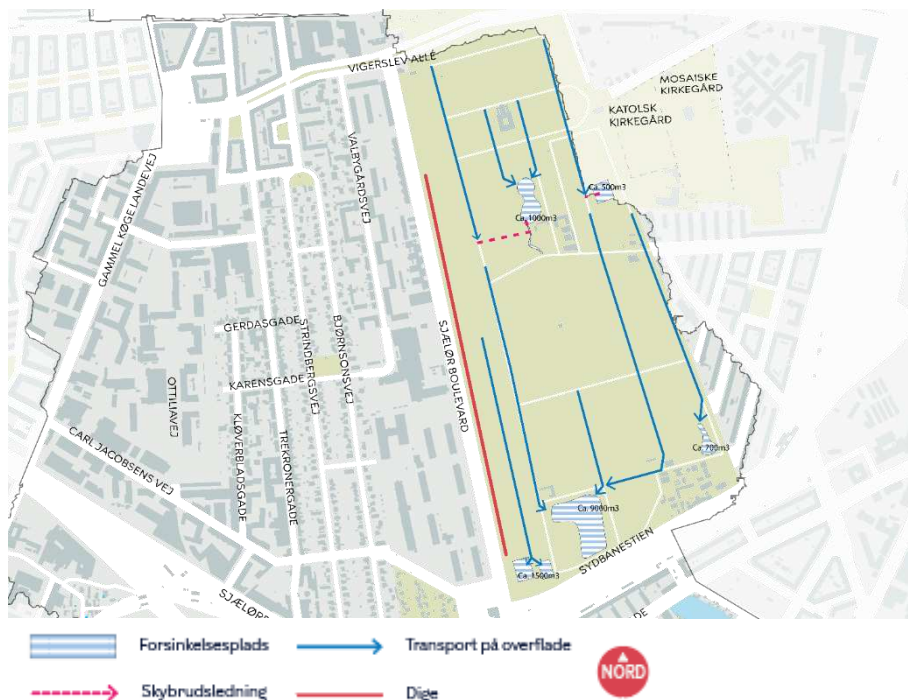 VIGERSLEV ALLÉ
MOSAISKE
KIRKEGÅRD
KATOLSK
KIRKEGÅRD
VALBYGÅRDSVEJ
GAMMEL KØGE LANDEVEJ
Ca. 500m3
Ca. 1000m3
GERDASGADE
STRINDBERGSVEJ
BJØRNSONSVEJ
SJÆLØR BOULEVARD
KARENSGADE
OTTILIAVEJ
KLØVERBLADSGADE
TREKRONERGADE
CARL JACOBSENS VEJ
Ca. 700m3
Ca. 9000m3
SYDBANESTIEN
Ca. 1500m3
SJÆLØR
ADE
Forsinkelsesplads
Transport på overflade
NORD
Skybrudsledning
Dige